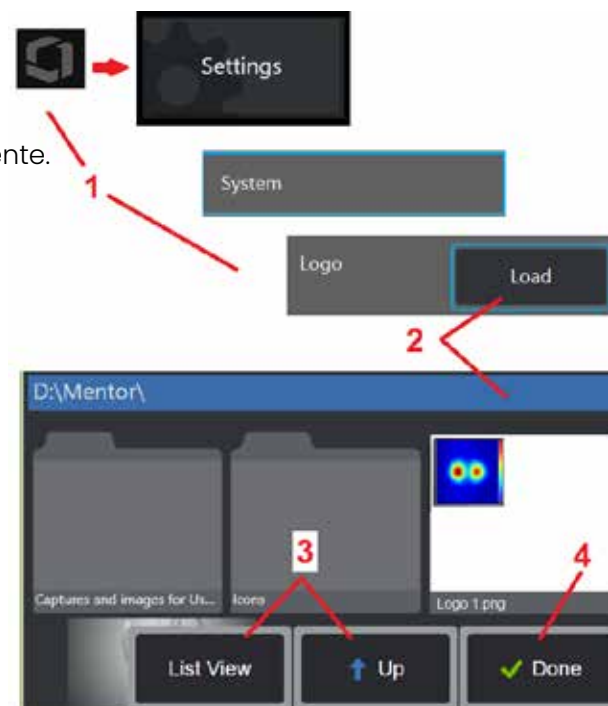 Settings
ente.
1
System
Logo
Load
2
D:\Mentor\
3
4
Captures and images for Us...
Icons
Logo 1.png
List View
Up
Done